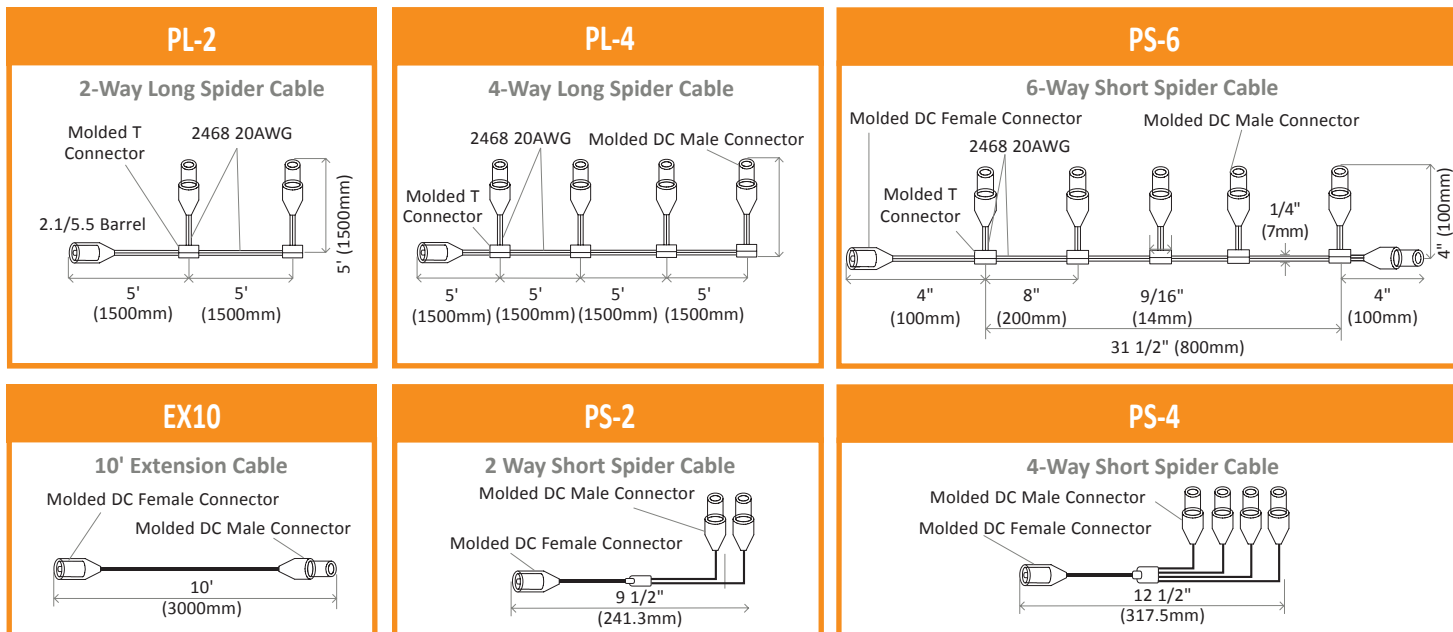 PL-2
2-Way Long Spider Cable
Molded T
Connector
2468 20AWG
2.1/5.5 Barrel
5' (1500mm)
5'
(1500mm)
5'
(1500mm)
PL-4
4-Way Long Spider Cable
2468 20AWG
Molded DC Male Connector
Molded T
Connector
5' (1500mm)
5'
(1500mm)
5'
(1500mm)
5'
(1500mm)
5'
(1500mm)
PS-6
6-Way Short Spider Cable
Molded DC Female Connector
Molded DC Male Connector
2468 20AWG
Molded T
Connector
1/4"
(7mm)
4" (100mm)
4"
(100mm)
8"
(200mm)
9/16"
(14mm)
4"
(100mm)
31 1/2" (800mm)
EX10
10' Extension Cable
Molded DC Female Connector
Molded DC Male Connector
10'
(3000mm)
PS-2
2 Way Short Spider Cable
Molded DC Male Connector
Molded DC Female Connector
9 1/2"
(241.3mm)
PS-4
4-Way Short Spider Cable
Molded DC Male Connector
Molded DC Female Connector
12 1/2"
(317.5mm)